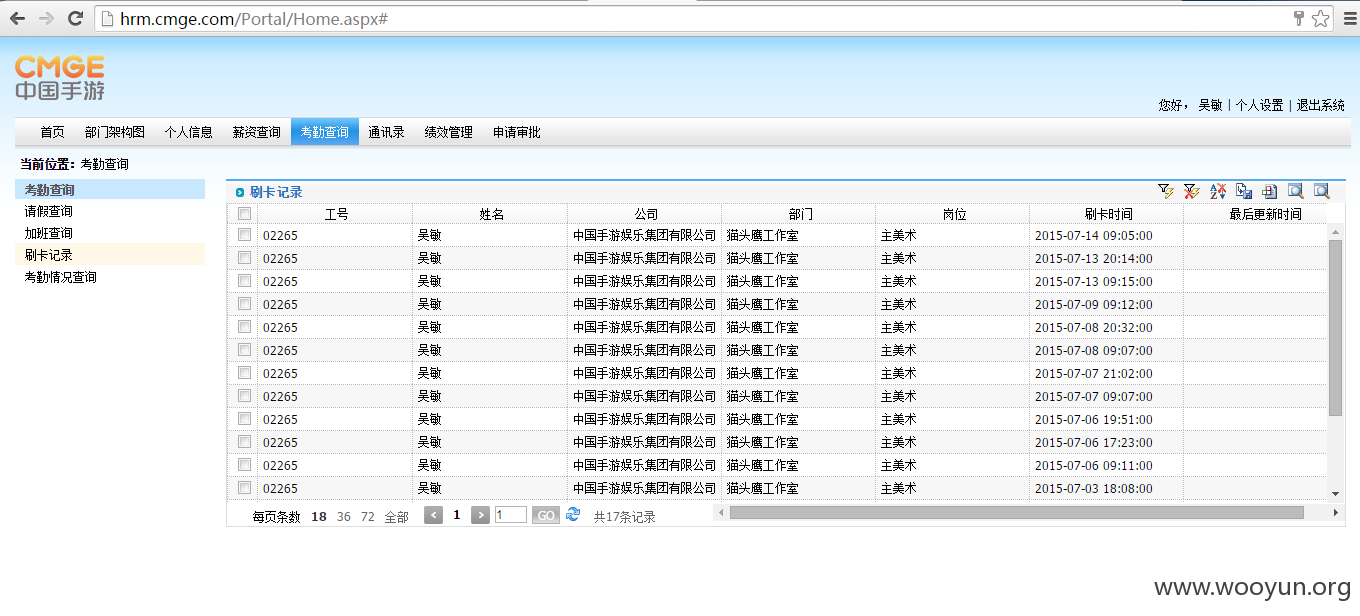 hrm.cmge.com/Portal/Home.aspx#
CMGE
中国手游
您好， 吴敏 | 个人设置 | 退出系统
首页 部门架构图 个人信息 薪资查询 考勤查询 通讯录 绩效管理 申请审批
当前位置： 考勤查询
考勤查询
请假查询
加班查询
刷卡记录
考勤情况查询
刷卡记录
工号 姓名 公司 部门 岗位 刷卡时间 最后更新时间
02265 吴敏 中国手游娱乐集团有限公司 猫头鹰工作室 主美术 2015-07-14 09:05:00
02265 吴敏 中国手游娱乐集团有限公司 猫头鹰工作室 主美术 2015-07-13 20:14:00
02265 吴敏 中国手游娱乐集团有限公司 猫头鹰工作室 主美术 2015-07-13 09:15:00
02265 吴敏 中国手游娱乐集团有限公司 猫头鹰工作室 主美术 2015-07-09 09:12:00
02265 吴敏 中国手游娱乐集团有限公司 猫头鹰工作室 主美术 2015-07-08 20:32:00
02265 吴敏 中国手游娱乐集团有限公司 猫头鹰工作室 主美术 2015-07-08 09:07:00
02265 吴敏 中国手游娱乐集团有限公司 猫头鹰工作室 主美术 2015-07-07 21:02:00
02265 吴敏 中国手游娱乐集团有限公司 猫头鹰工作室 主美术 2015-07-07 09:07:00
02265 吴敏 中国手游娱乐集团有限公司 猫头鹰工作室 主美术 2015-07-06 19:51:00
02265 吴敏 中国手游娱乐集团有限公司 猫头鹰工作室 主美术 2015-07-06 17:23:00
02265 吴敏 中国手游娱乐集团有限公司 猫头鹰工作室 主美术 2015-07-06 09:11:00
02265 吴敏 中国手游娱乐集团有限公司 猫头鹰工作室 主美术 2015-07-03 18:08:00
每页条数 18 36 72 全部 < 1 > 1 GO 共17条记录
www.wooyun.org